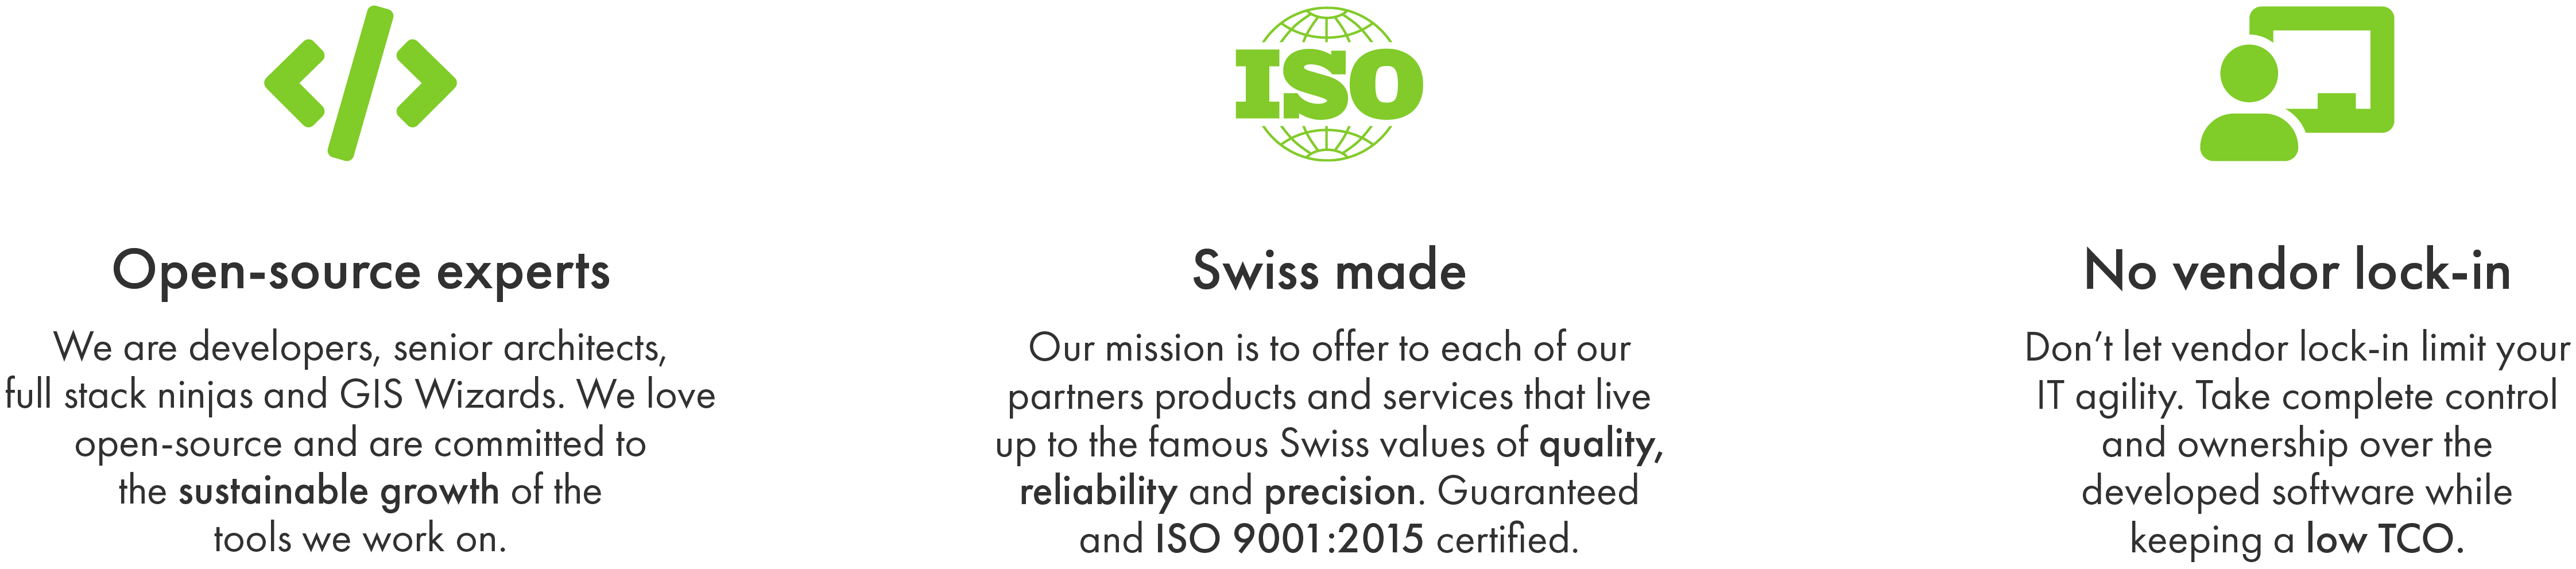 ISO
Open-source experts
We are developers, senior architects,
full stack ninjas and GIS Wizards. We love
open-source and are committed to
the sustainable growth of the
tools we work on.
Swiss made
Our mission is to offer to each of our
partners products and services that live
up to the famous Swiss values of quality,
reliability and precision. Guaranteed
and ISO 9001:2015 certified.
No vendor lock-in
Don’t let vendor lock-in limit your
IT agility. Take complete control
and ownership over the
developed software while
keeping a low TCO.